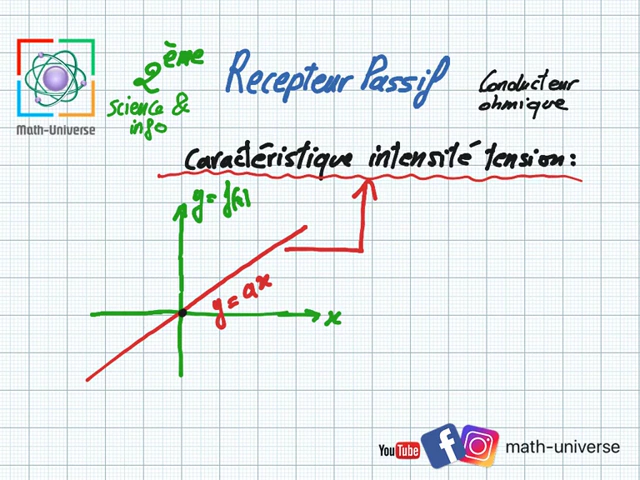 2ème
Science &
info
Recepteur Passif
Conducteur
ohmique
Math-Universe
Caractéristique intensité tension:
y=f(x)
y=ax
x
YouTube
math-universe